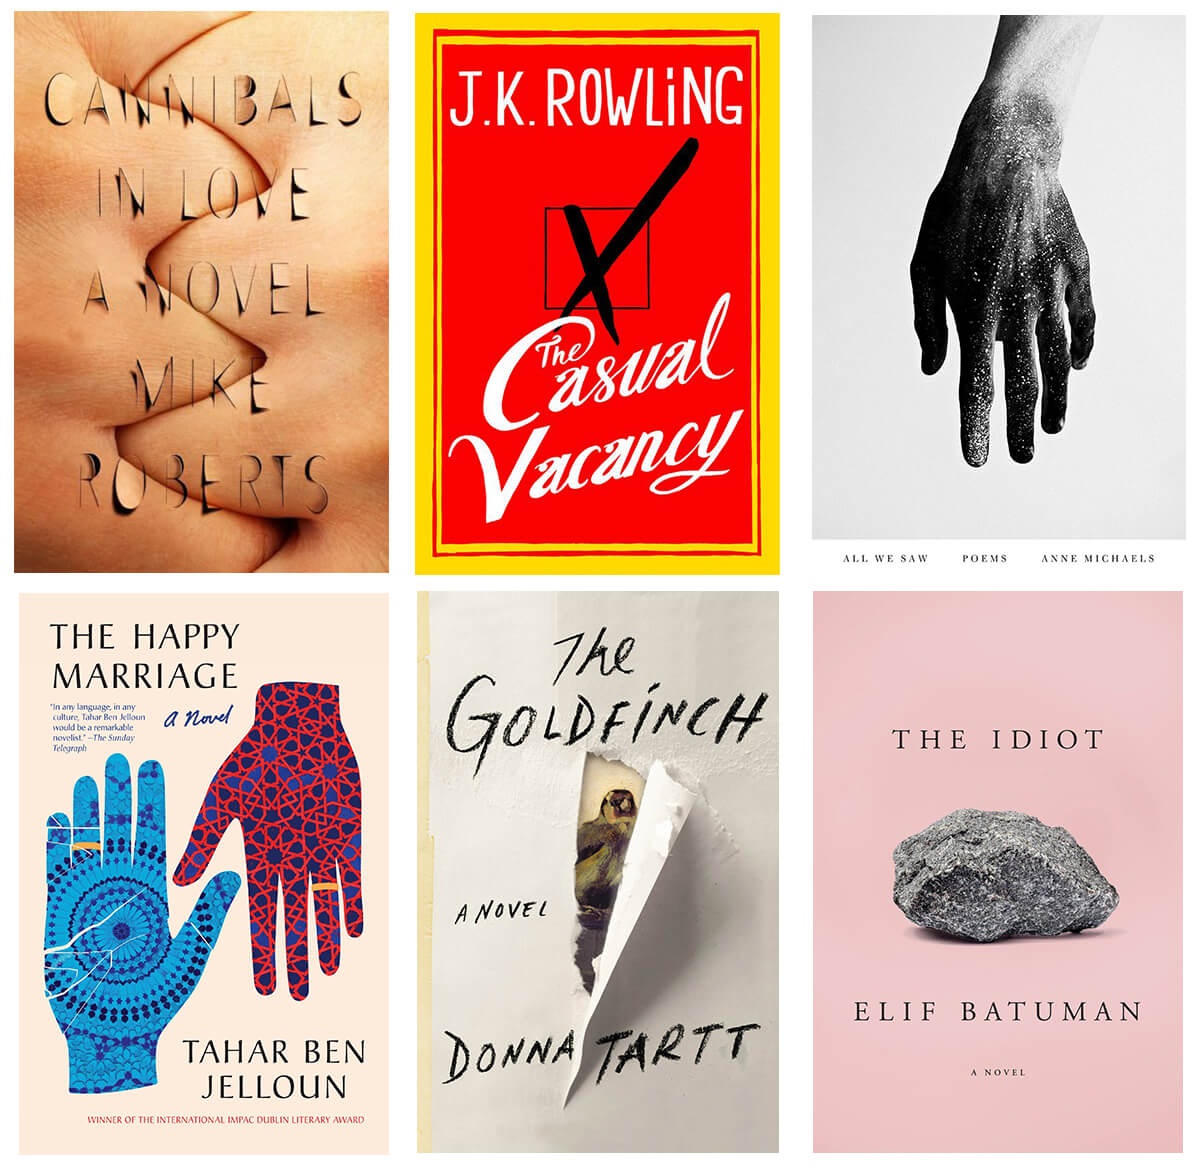 CANNIBALS
IN LOVE
A NOVEL
MIKE
ROBERTS
J.K. ROWLING
The
Casual
Vacancy
ALL WE SAW POEMS ANNE MICHAELS
THE HAPPY
MARRIAGE
"In any language, in any
culture, Tahar Ben Jelloun
would be a remarkable
novelist." —The Sunday
Telegraph
a Novel
TAHAR BEN
JELLOUN
WINNER OF THE INTERNATIONAL IMPAC DUBLIN LITERARY AWARD
The
GOLDFINCH
A NOVEL
DONNA TARTT
THE IDIOT
ELIF BATUMAN
A NOVEL